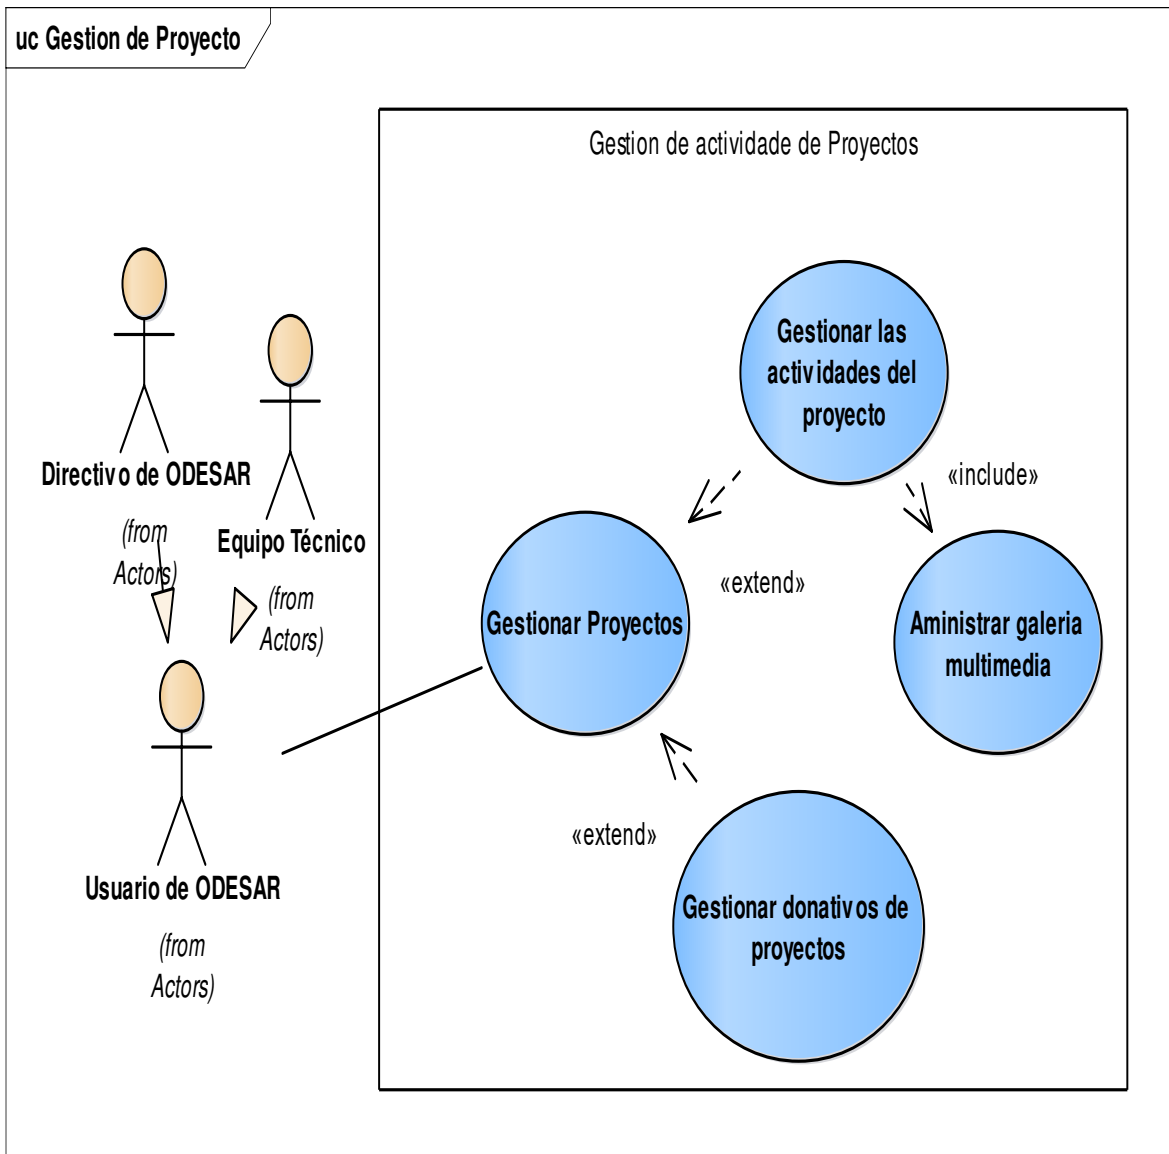 uc Gestion de Proyecto
Gestion de actividade de Proyectos
Directivo de ODESAR
(from
Actors)
Equipo Técnico
(from
Actors)
Usuario de ODESAR
(from
Actors)
Gestionar las
actividades del
proyecto
«include»
«extend»
Gestionar Proyectos
Aministrar galeria
multimedia
«extend»
Gestionar donativos de
proyectos